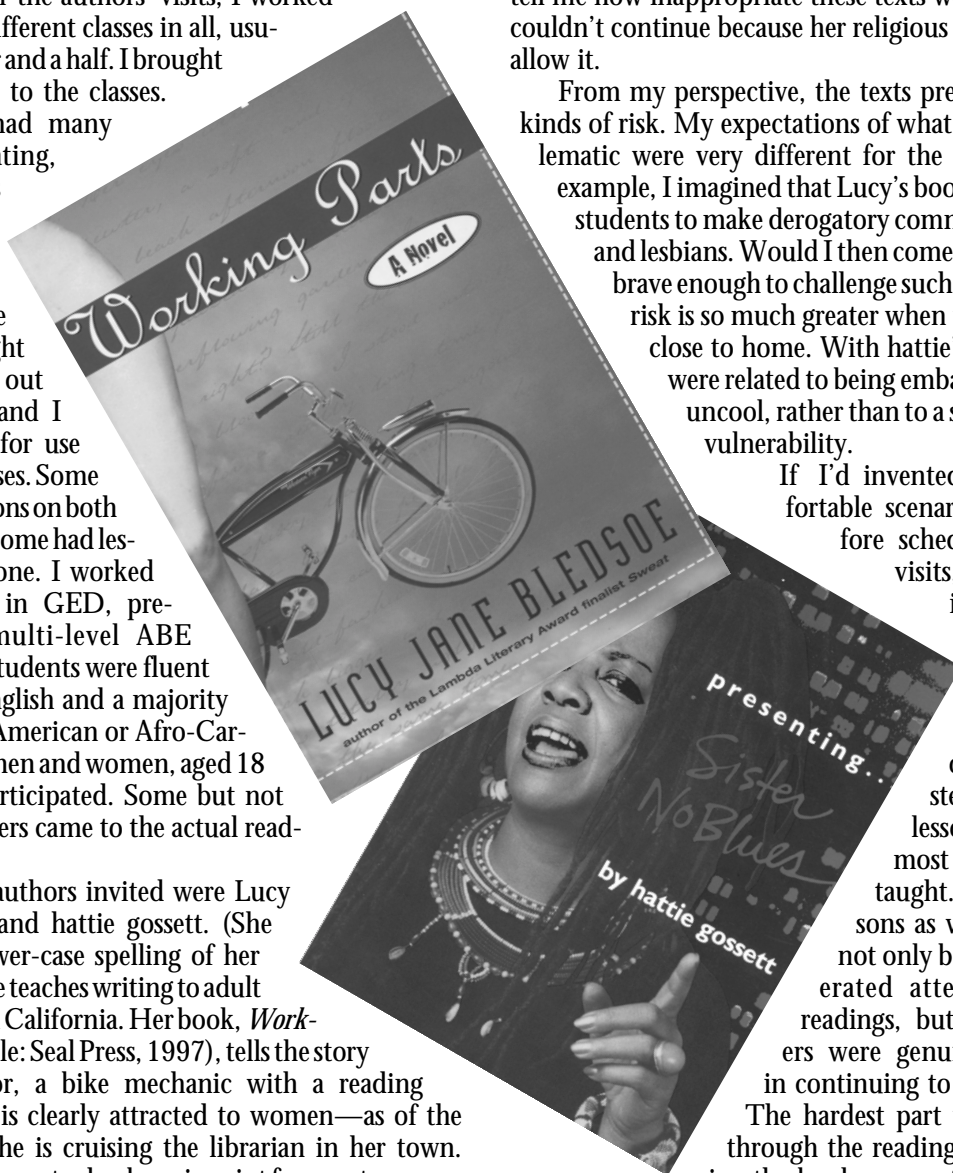 the authors' visits, I worked
ifferent classes in all, usu-
and a half. I brought
to the classes.
had many
ting,
e
ght
out
and I
for use
ses. Some
ons on both
ome had les-
one. I worked
in GED, pre-
multi-level ABE
tudents were fluent
nglish and a majority
American or Afro-Car-
men and women, aged 18
rticipated. Some but not
ers came to the actual read-
authors invited were Lucy
and hattie gossett. (She
wer-case spelling of her
e teaches writing to adult
California. Her book, Work-
le: Seal Press, 1997), tells the story
or, a bike mechanic with a reading
is clearly attracted to women—as of the
he is cruising the librarian in her town.
Working Parts
A Novel
LUCY JANE BLEDSOE
author of the Lambda Literary Award finalist Sweat
presenting..
Sister
No Blues
by hattie gossett
tell me how inappropriate these texts w
couldn't continue because her religious
allow it.
From my perspective, the texts pre
kinds of risk. My expectations of what
lematic were very different for the
example, I imagined that Lucy's boo
students to make derogatory comm
and lesbians. Would I then come
brave enough to challenge such
risk is so much greater when
close to home. With hattie'
were related to being emba
uncool, rather than to a s
vulnerability.
If I'd invented
fortable scenar
fore sched
visits
i
ste
lesso
most
taught.
sons as w
not only b
erated atte
readings, but
ers were genu
in continuing to
The hardest part
through the reading